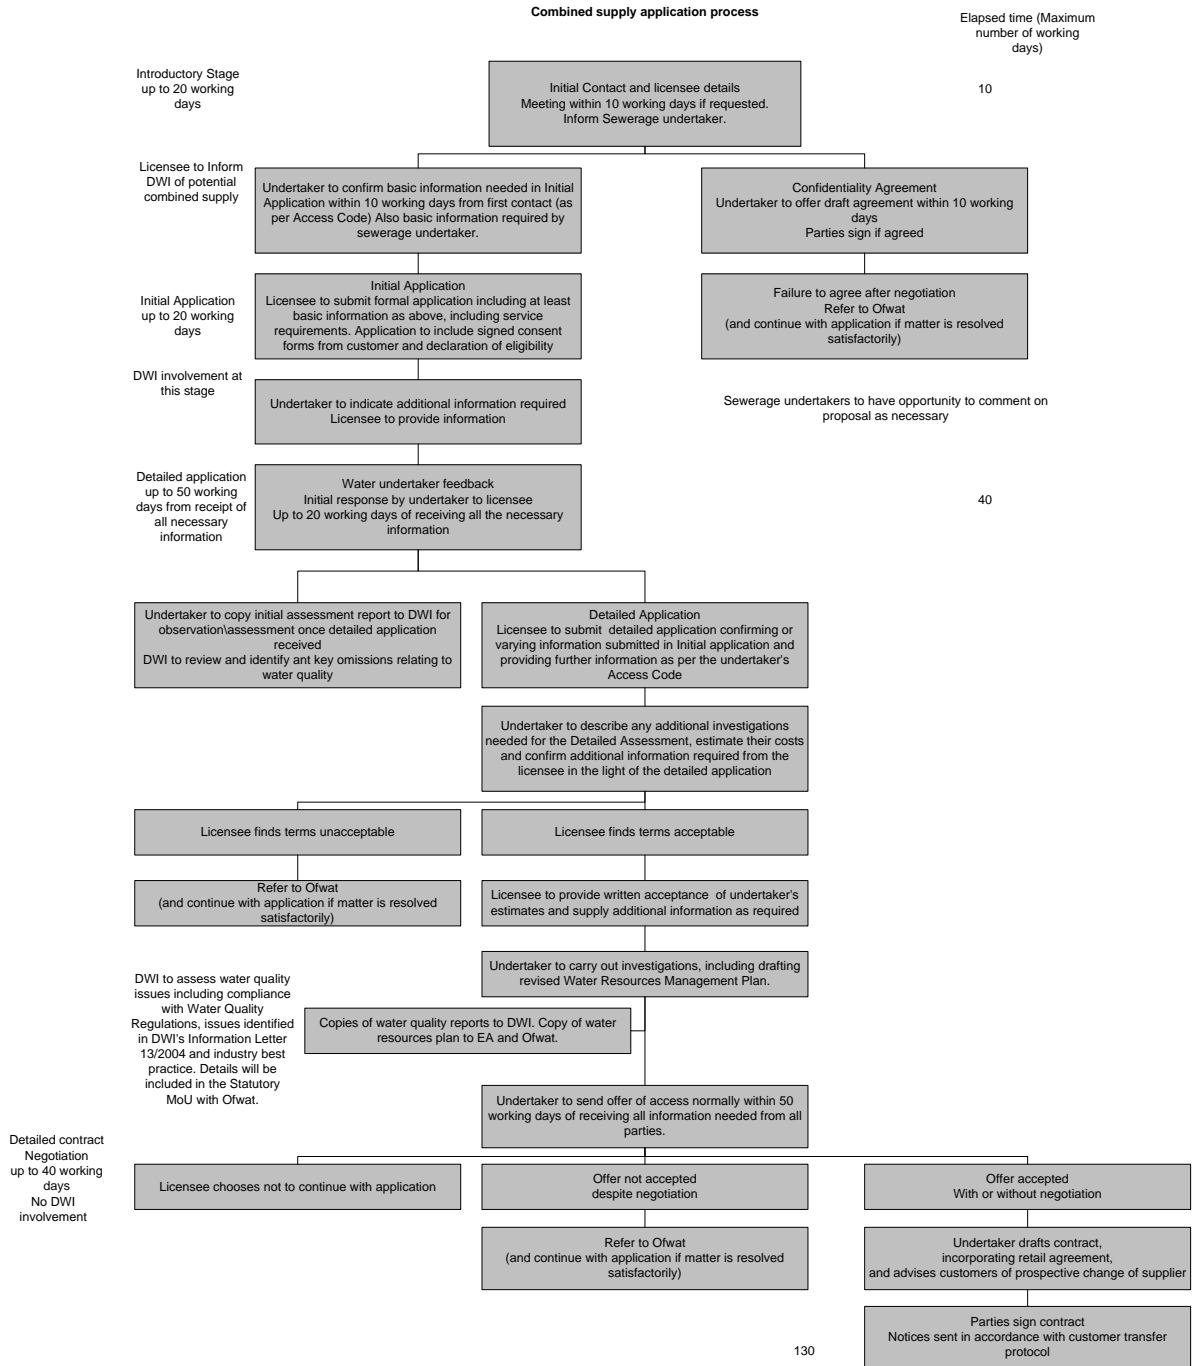 Combined supply application process
Elapsed time (Maximum
number of working
days)
Introductory Stage
up to 20 working
days
Initial Contact and licensee details
Meeting within 10 working days if requested.
Inform Sewerage undertaker.
10
Licensee to Inform
DWI of potential
combined supply
Undertaker to confirm basic information needed in Initial
Application within 10 working days from first contact (as
per Access Code) Also basic information required by
sewerage undertaker.
Confidentiality Agreement
Undertaker to offer draft agreement within 10 working
days
Parties sign if agreed
Initial Application
up to 20 working
days
Initial Application
Licensee to submit formal application including at least
basic information as above, including service
requirements. Application to include signed consent
forms from customer and declaration of eligibility
Failure to agree after negotiation
Refer to Ofwat
(and continue with application if matter is resolved
satisfactorily)
DWI involvement at
this stage
Undertaker to indicate additional information required
Licensee to provide information
Sewerage undertakers to have opportunity to comment on
proposal as necessary
Detailed application
up to 50 working
days from receipt of
all necessary
information
Water undertaker feedback
Initial response by undertaker to licensee
Up to 20 working days of receiving all the necessary
information
40
Undertaker to copy initial assessment report to DWI for
observation\assessment once detailed application
received
DWI to review and identify ant key omissions relating to
water quality
Detailed Application
Licensee to submit detailed application confirming or
varying information submitted in Initial application and
providing further information as per the undertaker's
Access Code
Undertaker to describe any additional investigations
needed for the Detailed Assessment, estimate their costs
and confirm additional information required from the
licensee in the light of the detailed application
Licensee finds terms unacceptable
Licensee finds terms acceptable
Refer to Ofwat
(and continue with application if matter is resolved
satisfactorily)
Licensee to provide written acceptance of undertaker's
estimates and supply additional information as required
Undertaker to carry out investigations, including drafting
revised Water Resources Management Plan.
DWI to assess water quality
issues including compliance
with Water Quality
Regulations, issues identified
in DWI's Information Letter
13/2004 and industry best
practice. Details will be
included in the Statutory
MoU with Ofwat.
Copies of water quality reports to DWI. Copy of water
resources plan to EA and Ofwat.
Undertaker to send offer of access normally within 50
working days of receiving all information needed from all
parties.
Detailed contract
Negotiation
up to 40 working
days
No DWI
involvement
Licensee chooses not to continue with application
Offer not accepted
despite negotiation
Offer accepted
With or without negotiation
Refer to Ofwat
(and continue with application if matter is resolved
satisfactorily)
Undertaker drafts contract,
incorporating retail agreement,
and advises customers of prospective change of supplier
Parties sign contract
Notices sent in accordance with customer transfer
protocol
130